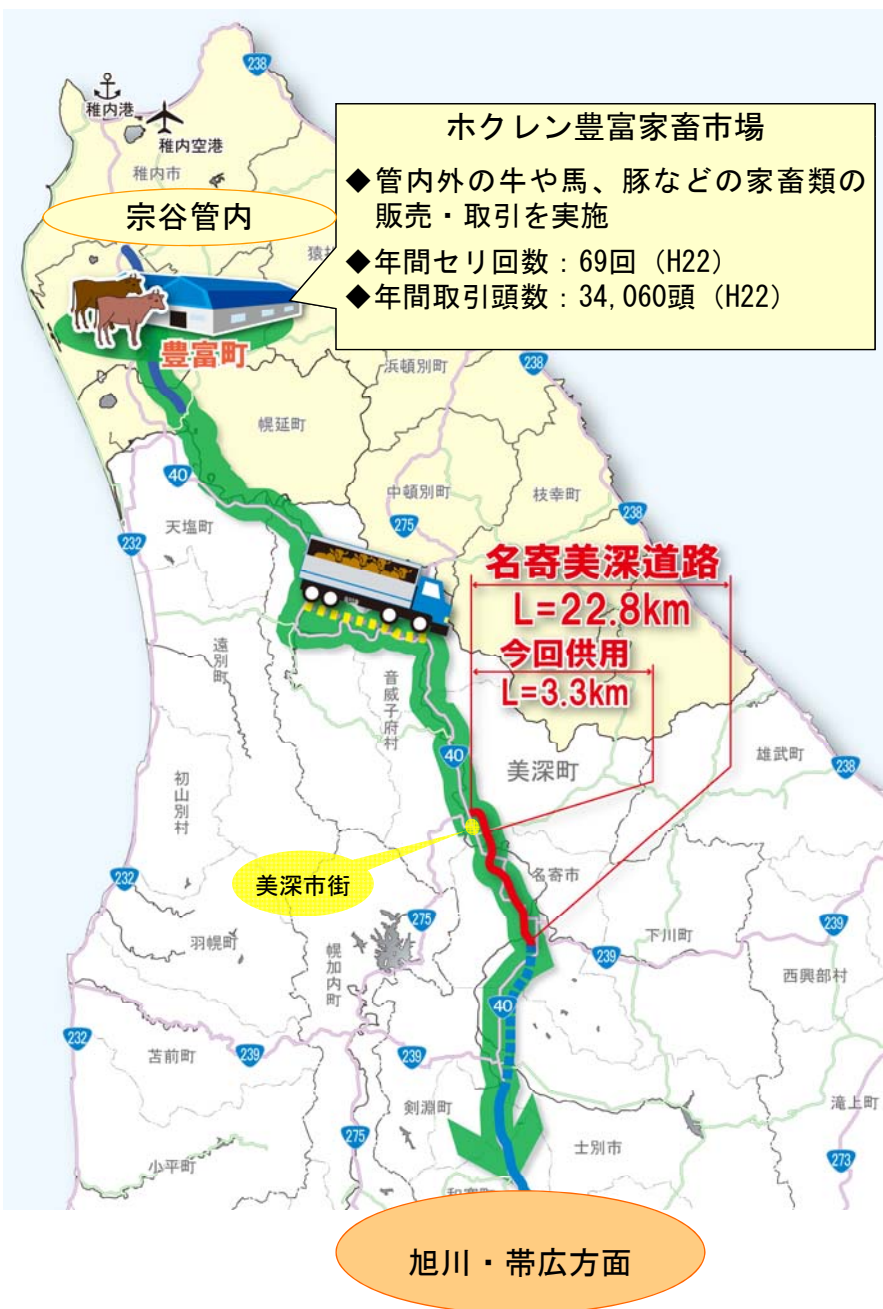 238
稚内港
稚内空港
稚内市
宗谷管内
ホクレン豊富家畜市場
◆管内外の牛や馬、豚などの家畜類の
販売・取引を実施
◆年間セリ回数：69回（H22）
◆年間取引頭数：34,060頭（H22）
豊富町
浜頓別町
238
幌延町
40
中頓別町
枝幸町
275
238
天塩町
232
名寄美深道路
L=22.8km
今回供用
L=3.3km
遠別町
音威子府村
40
美深町
雄武町
238
初山別村
美深市街
232
名寄市
275
239
羽幌町
幌加内町
下川町
239
西興部村
40
232
苫前町
239
239
剣淵町
滝上町
275
士別市
273
小平町
旭川・帯広方面